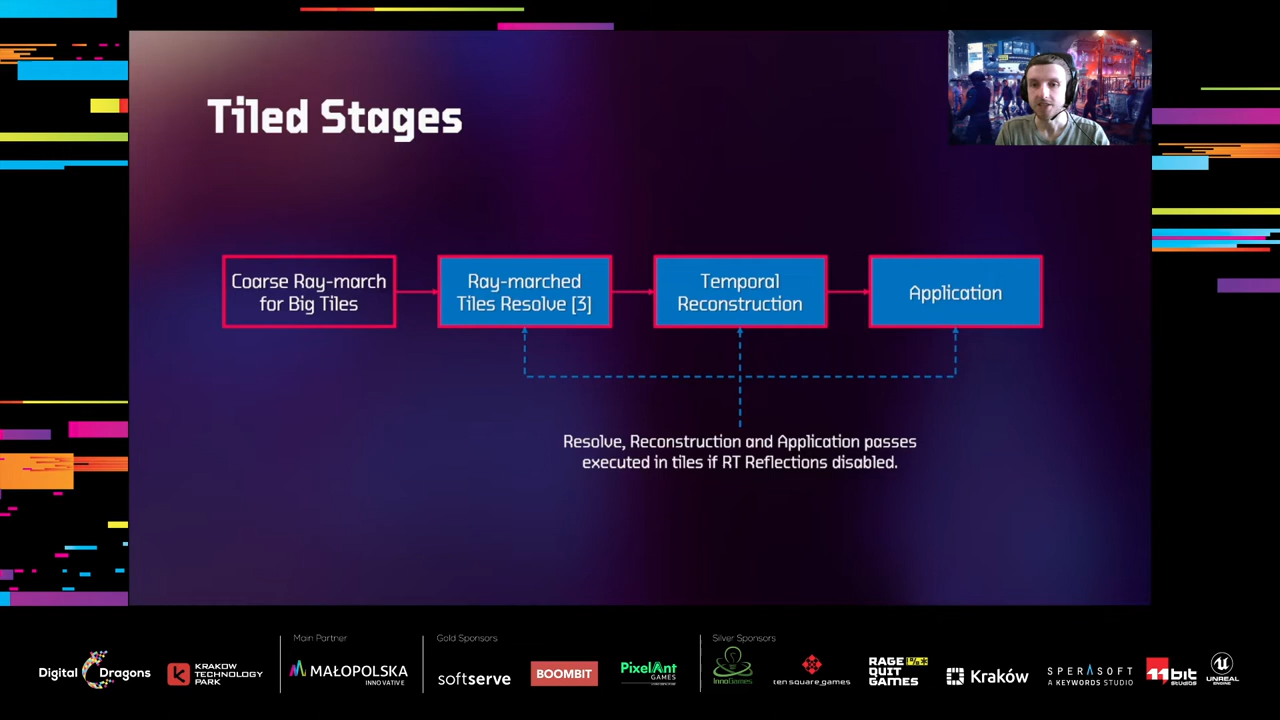 Tiled Stages
Coarse Ray-march
for Big Tiles
Ray-marched
Tiles Resolve [3]
Temporal
Reconstruction
Application
Resolve, Reconstruction and Application passes
executed in tiles if RT Reflections disabled.
Main Partner
Gold Sponsors
Silver Sponsors
Digital Dragons
KRAKOW
TECHNOLOGY
PARK
MAŁOPOLSKA
INNOVATIVE
softserve
BOOMBIT
PixelAnt
GAMES
InnoGames
ten square games
RAGE
QUIT
GAMES
Kraków
SPERASOFT
A KEYWORDS STUDIO
11bit
studios
UNREAL
ENGINE